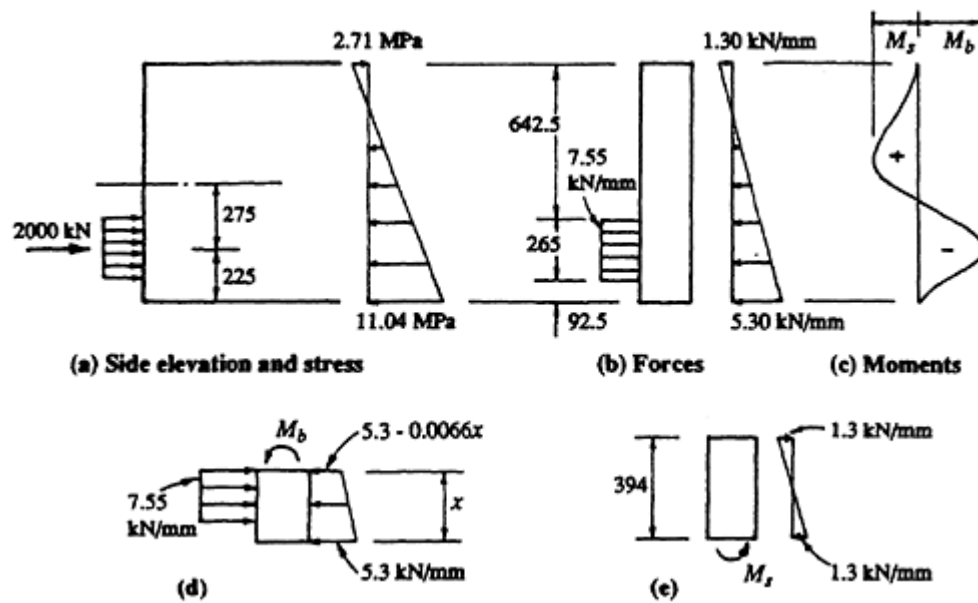 2.71 MPa
1.30 kN/mm
M_s
M_b
642.5
7.55
kN/mm
+
275
2000 kN
265
225
-
11.04 MPa
92.5
5.30 kN/mm
(a) Side elevation and stress
(b) Forces
(c) Moments
M_b
5.3 - 0.0066x
7.55
kN/mm
x
5.3 kN/mm
(d)
1.3 kN/mm
394
M_s
1.3 kN/mm
(e)